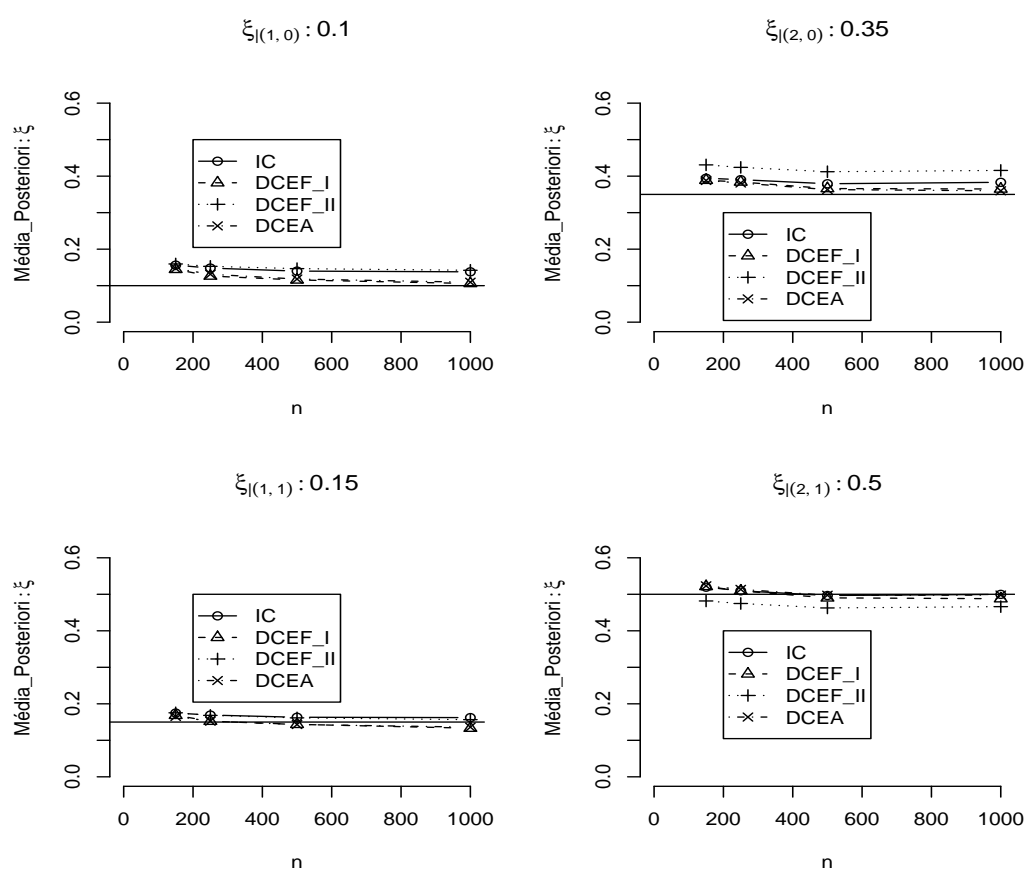 ξ|(1, 0) : 0.1
Média_Posteriori : ξ
0.0 0.2 0.4 0.6
IC
DCEF_I
DCEF_II
DCEA
0 200 400 600 800 1000
n
ξ|(2, 0) : 0.35
Média_Posteriori : ξ
0.0 0.2 0.4 0.6
IC
DCEF_I
DCEF_II
DCEA
0 200 400 600 800 1000
n
ξ|(1, 1) : 0.15
Média_Posteriori : ξ
0.0 0.2 0.4 0.6
IC
DCEF_I
DCEF_II
DCEA
0 200 400 600 800 1000
n
ξ|(2, 1) : 0.5
Média_Posteriori : ξ
0.0 0.2 0.4 0.6
IC
DCEF_I
DCEF_II
DCEA
0 200 400 600 800 1000
n